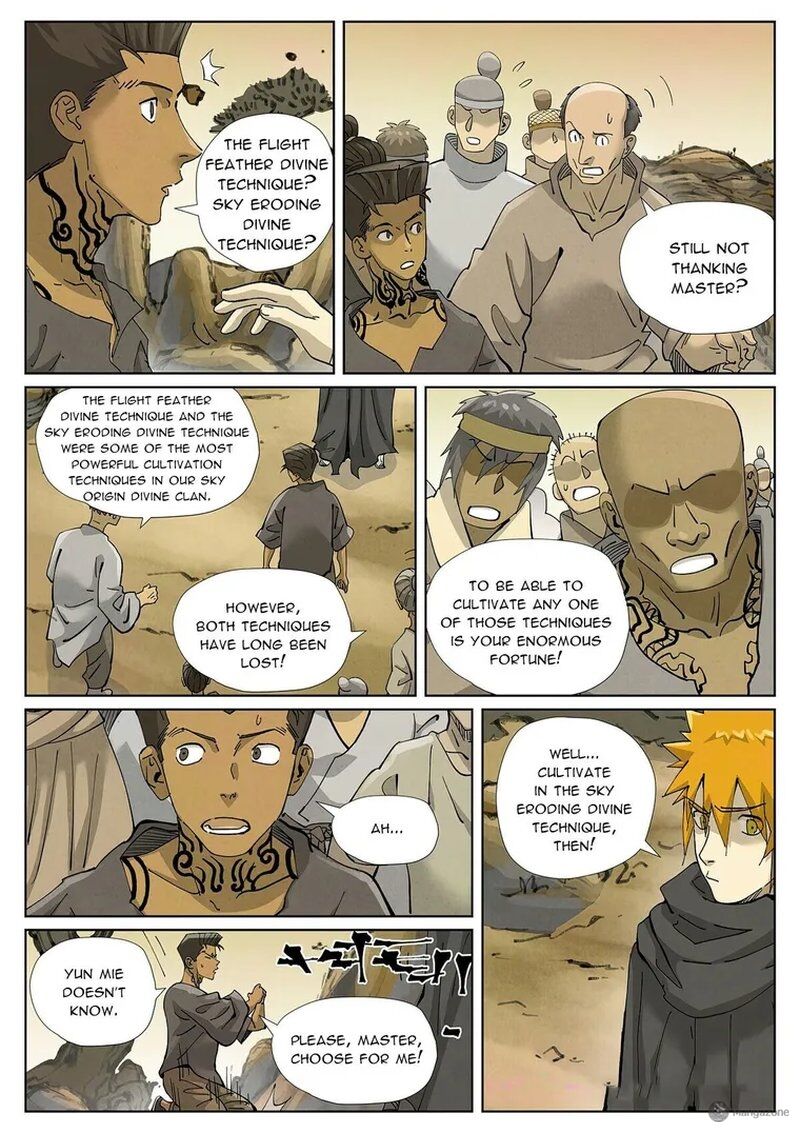 THE FLIGHT
FEATHER DIVINE
TECHNIQUE?
SKY ERODING
DIVINE
TECHNIQUE?
STILL NOT
THANKING
MASTER?
THE FLIGHT FEATHER
DIVINE TECHNIQUE AND THE
SKY ERODING DIVINE TECHNIQUE
WERE SOME OF THE MOST
POWERFUL CULTIVATION
TECHNIQUES IN OUR SKY
ORIGIN DIVINE CLAN.
HOWEVER,
BOTH TECHNIQUES
HAVE LONG BEEN
LOST!
TO BE ABLE TO
CULTIVATE ANY ONE
OF THOSE TECHNIQUES
IS YOUR ENORMOUS
FORTUNE!
AH...
YUN MIE
DOESN'T
KNOW.
PLEASE, MASTER,
CHOOSE FOR ME!
WELL...
CULTIVATE
IN THE SKY
ERODING DIVINE
TECHNIQUE,
THEN!
Mangazone